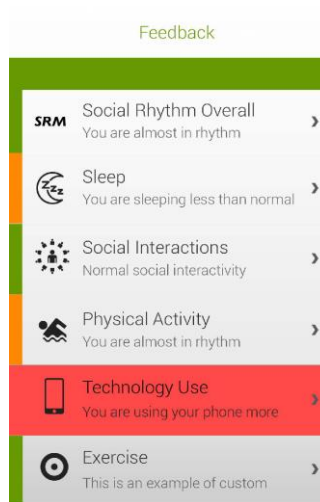 Feedback
SRM
Social Rhythm Overall
You are almost in rhythm
Zzz
Sleep
You are sleeping less than normal
Social Interactions
Normal social interactivity
Physical Activity
You are almost in rhythm
Technology Use
You are using your phone more
Exercise
This is an example of custom